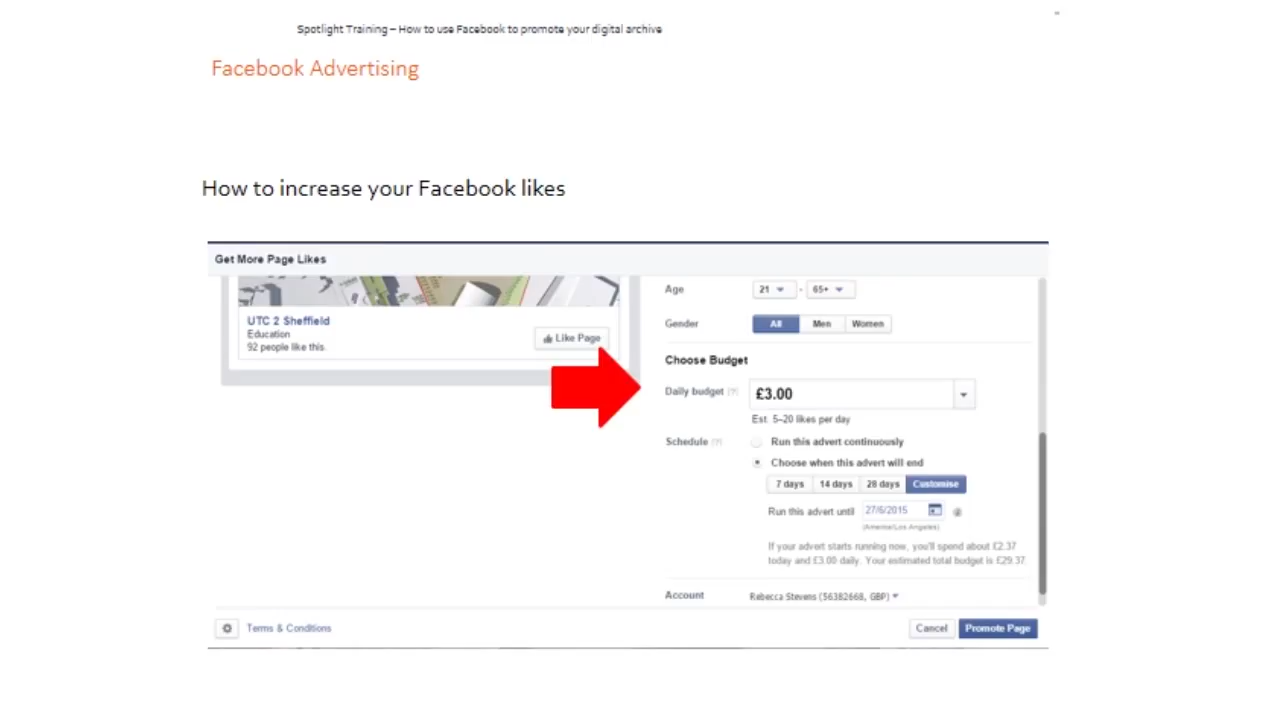 Spotlight Training – How to use Facebook to promote your digital archive
Facebook Advertising
How to increase your Facebook likes
Get More Page Likes
UTC 2 Sheffield
Education
92 people like this.
Like Page
Age 21 - 65+
Gender All Men Women
Choose Budget
Daily budget [?] £3.00
Est. 5–20 likes per day
Schedule [?] Run this advert continuously
Choose when this advert will end
7 days 14 days 28 days Customise
Run this advert until 27/6/2015
(America/Los Angeles)
If your advert starts running now, you'll spend about £2.37
today and £3.00 daily. Your estimated total budget is £29.37.
Account Rebecca Stevens (56382668, GBP)
Terms & Conditions Cancel Promote Page